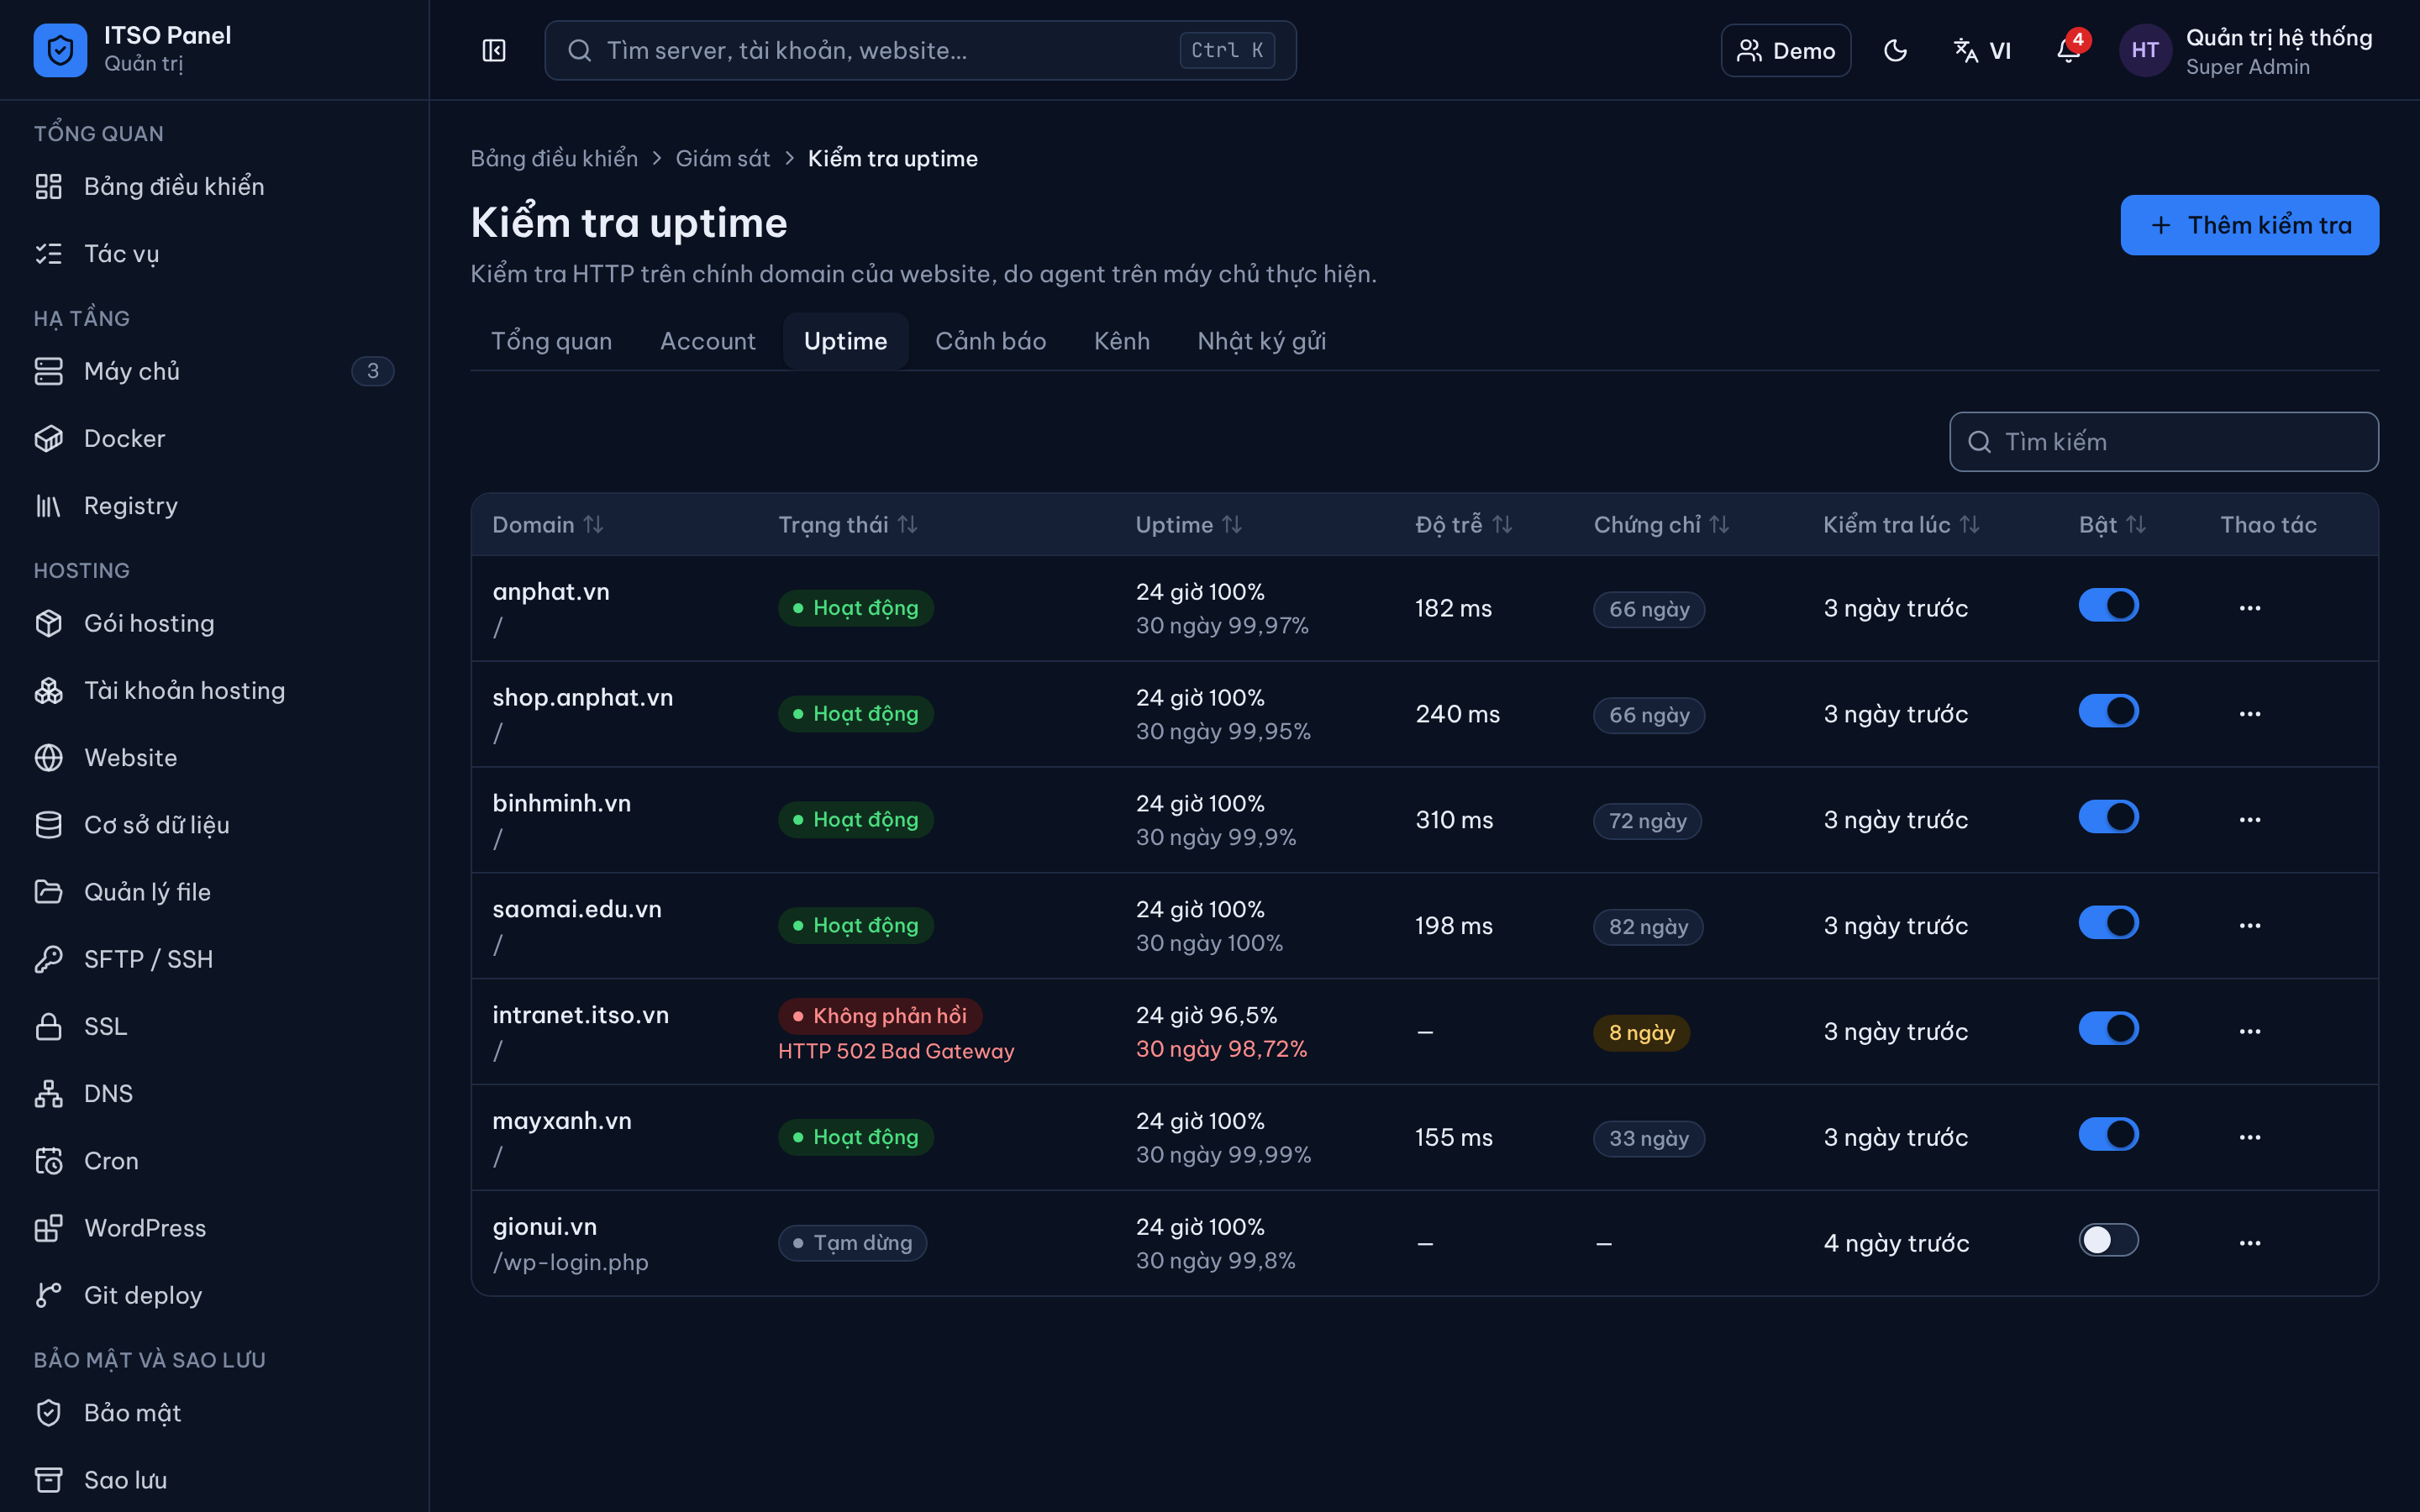 ITSO Panel
Quản trị
Tìm server, tài khoản, website...
Ctrl K
Demo
VI
4
HT
Quản trị hệ thống
Super Admin
TỔNG QUAN
Bảng điều khiển
Tác vụ
HẠ TẦNG
Máy chủ
3
Docker
Registry
HOSTING
Gói hosting
Tài khoản hosting
Website
Cơ sở dữ liệu
Quản lý file
SFTP / SSH
SSL
DNS
Cron
WordPress
Git deploy
BẢO MẬT VÀ SAO LƯU
Bảo mật
Sao lưu
Bảng điều khiển > Giám sát > Kiểm tra uptime
Kiểm tra uptime
Kiểm tra HTTP trên chính domain của website, do agent trên máy chủ thực hiện.
Thêm kiểm tra
Tổng quan Account Uptime Cảnh báo Kênh Nhật ký gửi
Tìm kiếm
Domain Trạng thái Uptime Độ trễ Chứng chỉ Kiểm tra lúc Bật Thao tác
anphat.vn
/
Hoạt động
24 giờ 100%
30 ngày 99,97%
182 ms
66 ngày
3 ngày trước
shop.anphat.vn
/
Hoạt động
24 giờ 100%
30 ngày 99,95%
240 ms
66 ngày
3 ngày trước
binhminh.vn
/
Hoạt động
24 giờ 100%
30 ngày 99,9%
310 ms
72 ngày
3 ngày trước
saomai.edu.vn
/
Hoạt động
24 giờ 100%
30 ngày 100%
198 ms
82 ngày
3 ngày trước
intranet.itso.vn
/
Không phản hồi
HTTP 502 Bad Gateway
24 giờ 96,5%
30 ngày 98,72%
—
8 ngày
3 ngày trước
mayxanh.vn
/
Hoạt động
24 giờ 100%
30 ngày 99,99%
155 ms
33 ngày
3 ngày trước
gionui.vn
/wp-login.php
Tạm dừng
24 giờ 100%
30 ngày 99,8%
—
—
4 ngày trước